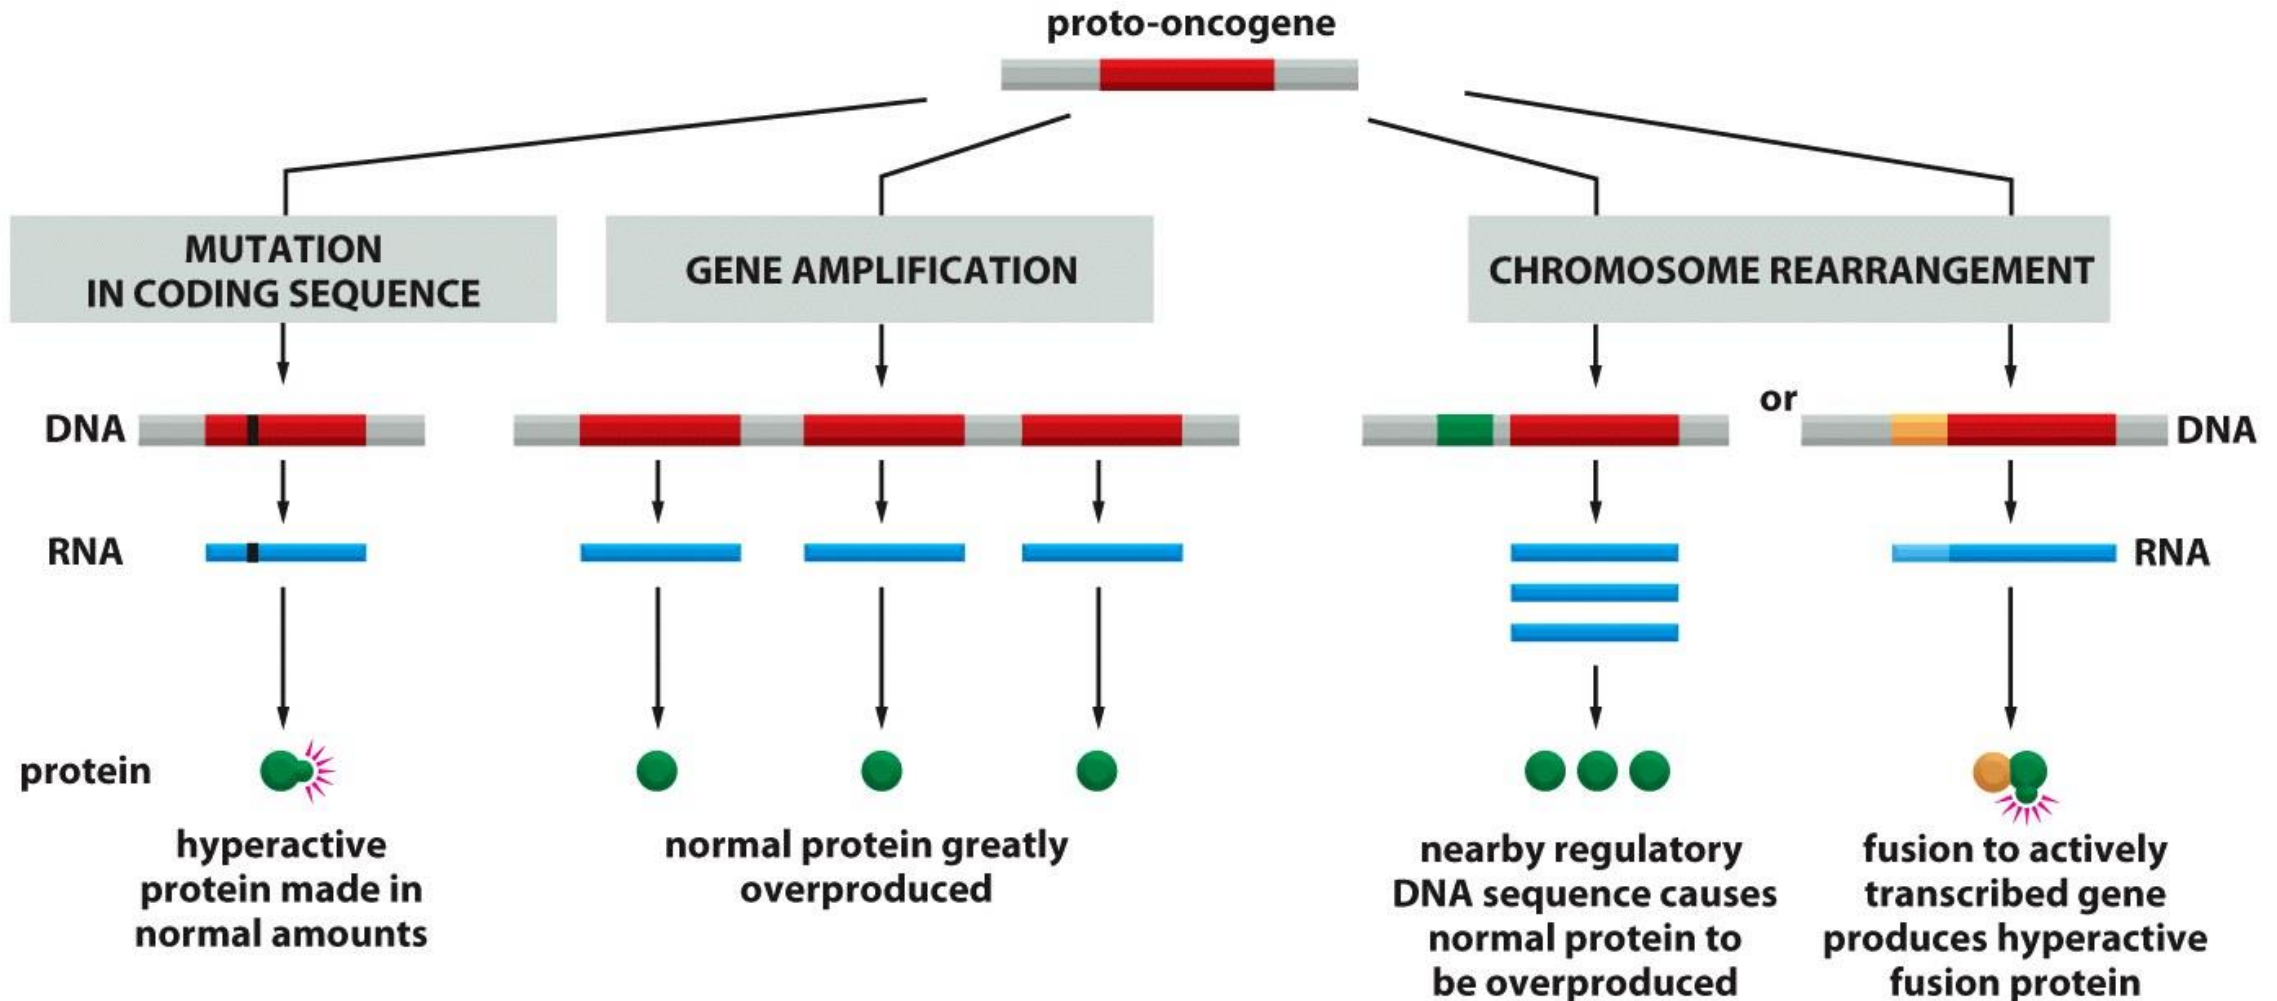 proto-oncogene
MUTATION
IN CODING SEQUENCE
GENE AMPLIFICATION
CHROMOSOME REARRANGEMENT
DNA
or
DNA
RNA
RNA
protein
hyperactive
protein made in
normal amounts
normal protein greatly
overproduced
nearby regulatory
DNA sequence causes
normal protein to
be overproduced
fusion to actively
transcribed gene
produces hyperactive
fusion protein